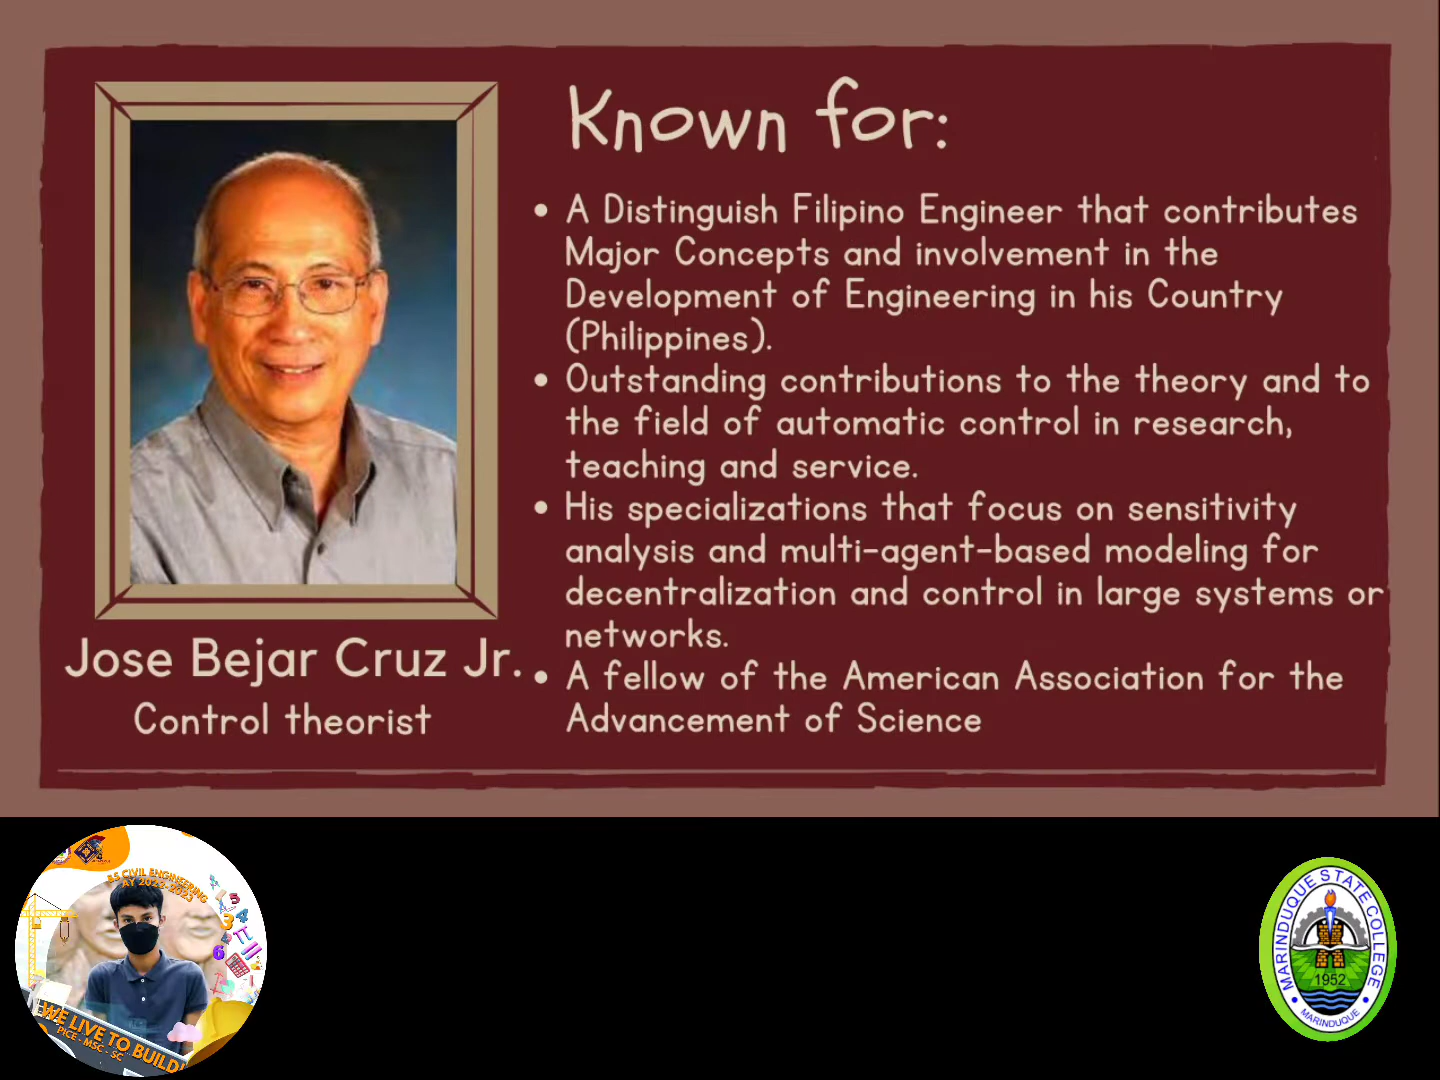 Known for:
A Distinguish Filipino Engineer that contributes
Major Concepts and involvement in the
Development of Engineering in his Country
(Philippines).
Outstanding contributions to the theory and to
the field of automatic control in research,
teaching and service.
His specializations that focus on sensitivity
analysis and multi-agent-based modeling for
decentralization and control in large systems or
networks.
A fellow of the American Association for the
Advancement of Science
Jose Bejar Cruz Jr.
Control theorist
BS CIVIL ENGINEERING
AY 2022-2023
WE LIVE TO BUILD!
PICE - MSC - SC
MARINDUQUE STATE COLLEGE
1952
MARINDUQUE